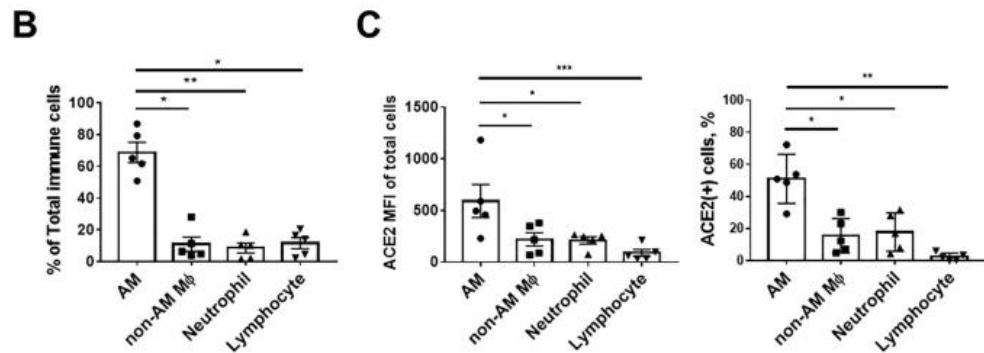 B
C
% of Total immune cells
100
80
60
40
20
0
*
**
*
AM
non-AM Mϕ
Neutrophil
Lymphocyte
ACE2 MFI of total cells
1500
1000
500
0
***
*
*
AM
non-AM Mϕ
Neutrophil
Lymphocyte
ACE2(+) cells, %
100
80
60
40
20
0
**
*
*
AM
non-AM Mϕ
Neutrophil
Lymphocyte